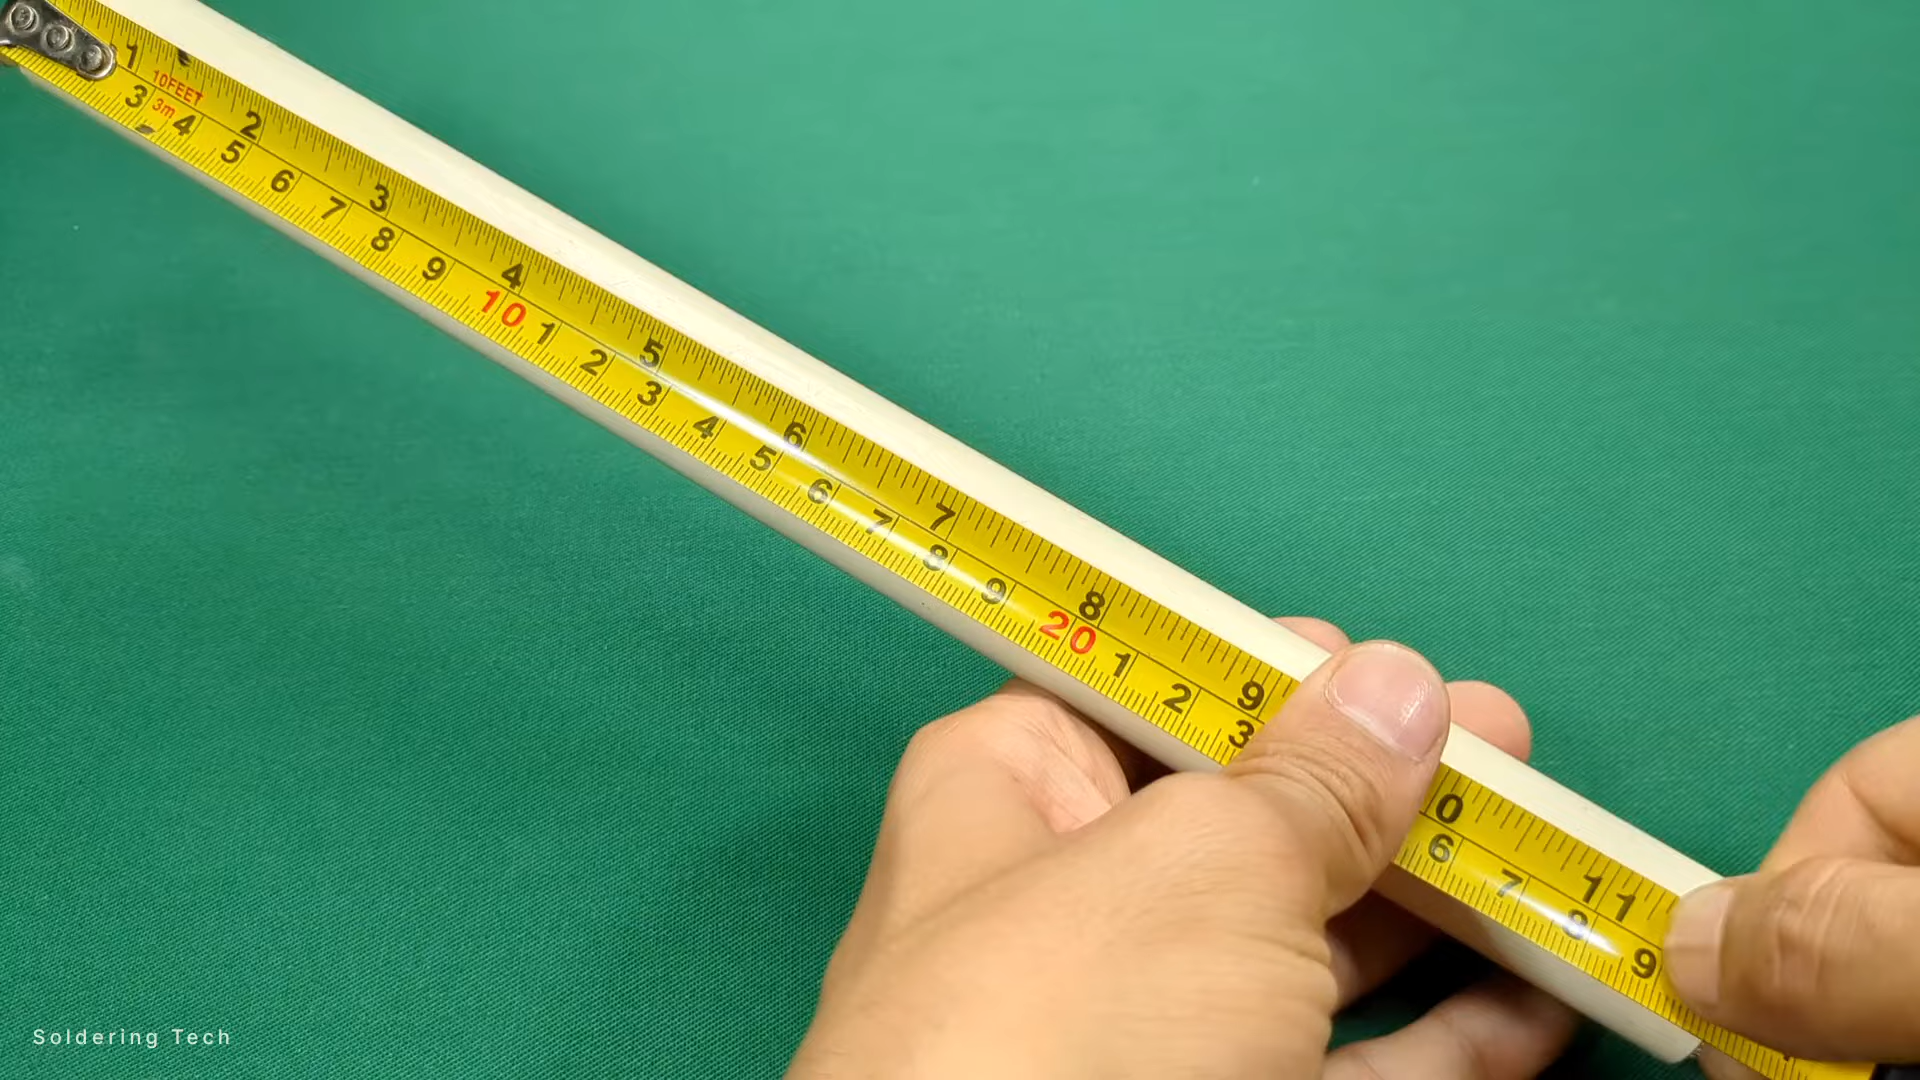 1 2 3 4 5 6 7 8 9 0 11
10FEET
3m
3 4 5 6 7 8 9 10 1 2 3 4 5 6 7 8 9 20 1 2 3 6 7 8 9
Soldering Tech